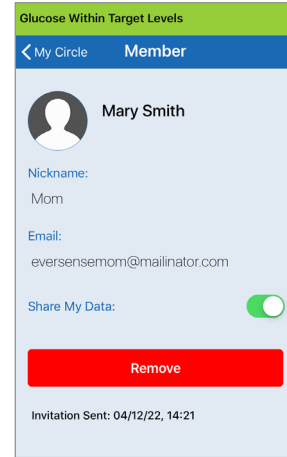 Glucose Within Target Levels
My Circle Member
Mary Smith
Nickname:
Mom
Email:
eversensemom@mailinator.com
Share My Data:
Remove
Invitation Sent: 04/12/22, 14:21